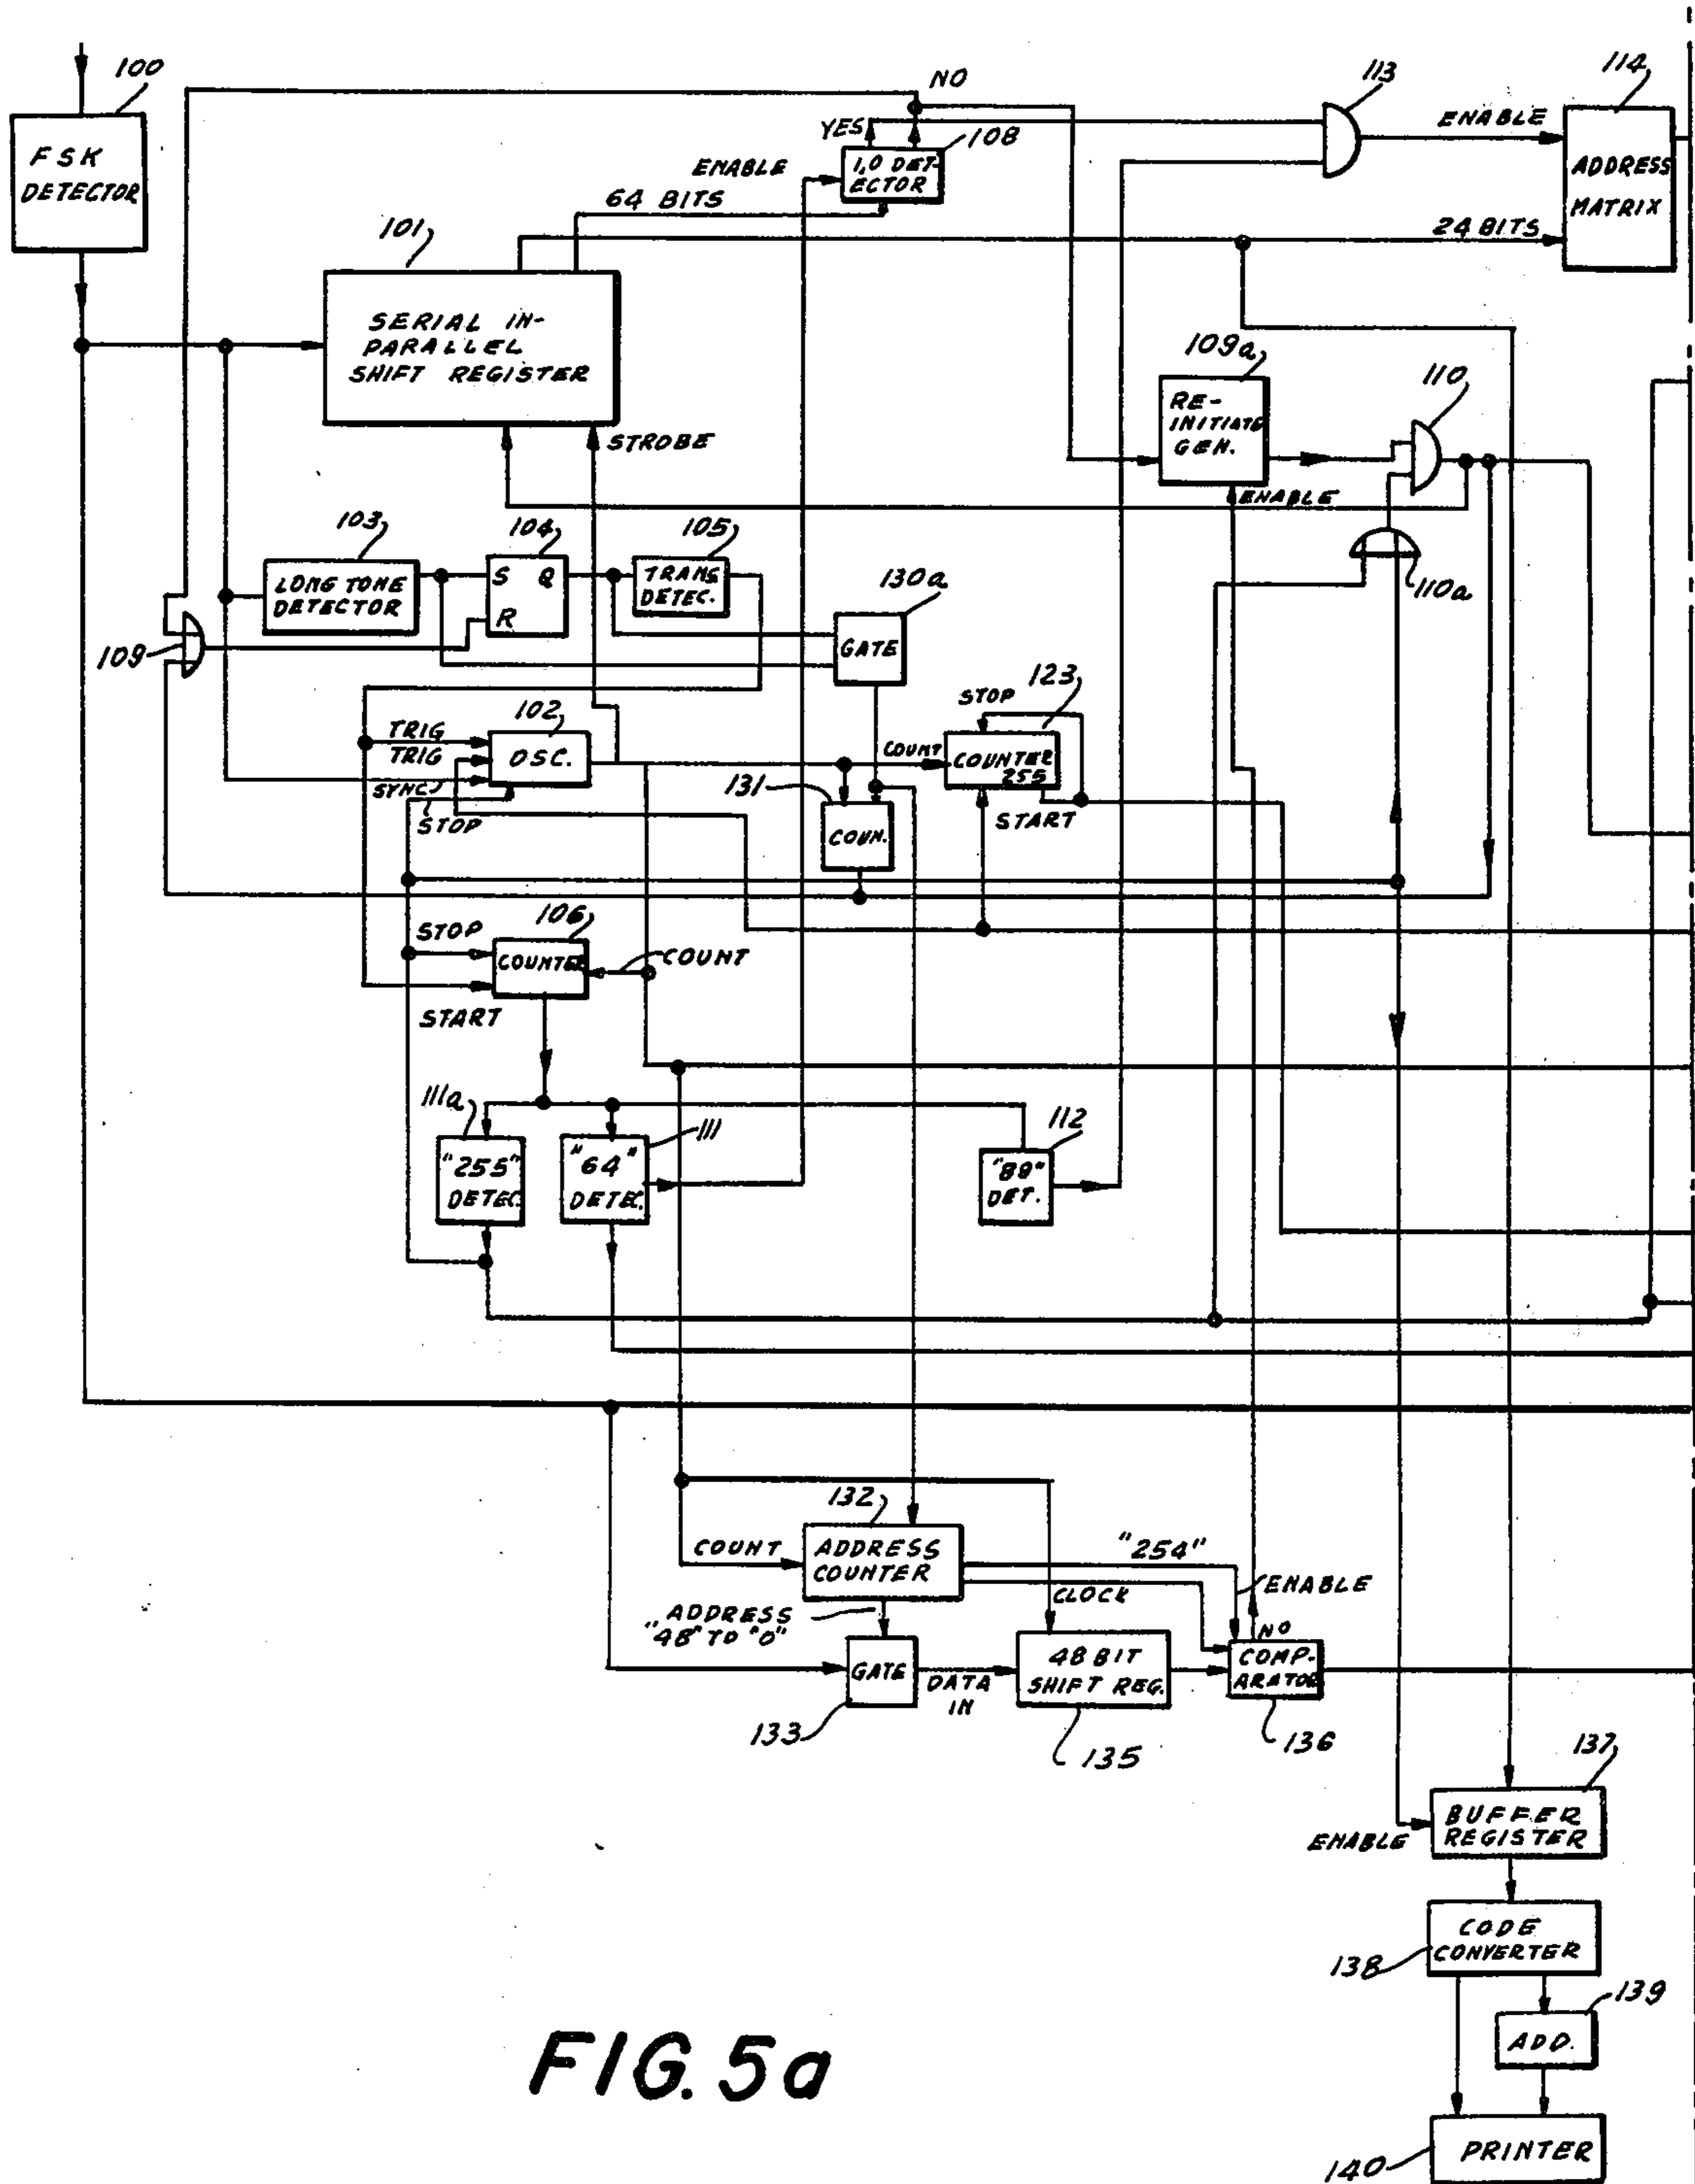 100
FSK
DETECTOR
NO
113
114
YES
108
ENABLE
ENABLE
1,0 DET-
ECTOR
ADDRESS
MATRIX
64 BITS
24 BITS
101
SERIAL IN-
PARALLEL
SHIFT REGISTER
STROBE
109a
RE-
INITIATE
GEN.
110
ENABLE
103
LONG TONE
DETECTOR
104
S Q
R
105
TRANS
DETEC.
130a
GATE
110a
109
123
STOP
102
TRIG
TRIG
OSC.
COUNT
COUNTER
255
SYNC
STOP
131
COUN.
START
106
STOP
COUNTER
COUNT
START
111a
"255"
DETEC.
111
"64"
DETEC.
112
"89"
DET.
132
COUNT
ADDRESS
COUNTER
"254"
ENABLE
CLOCK
ADDRESS
"48" TO "0"
NO
GATE
DATA
IN
48 BIT
SHIFT REG.
COMP-
ARATOR
133
135
136
137
BUFFER
REGISTER
ENABLE
CODE
CONVERTER
138
139
ADD.
FIG. 5a
PRINTER
140